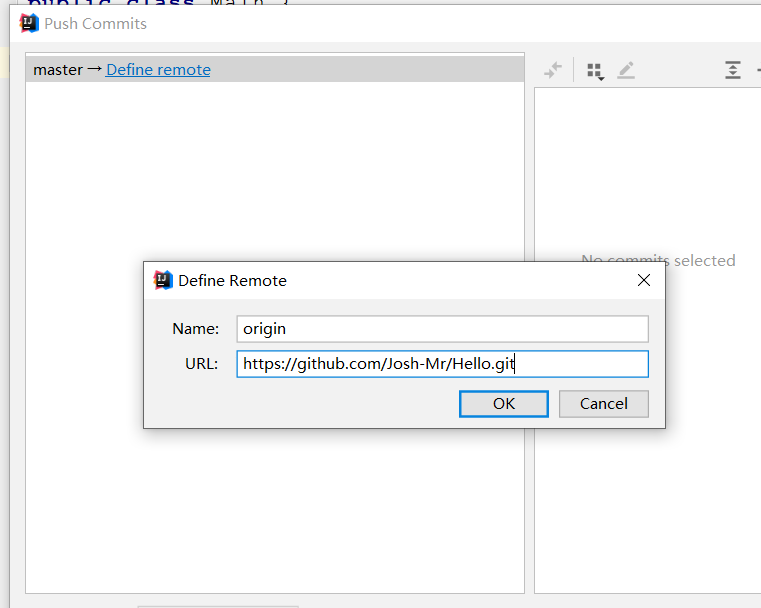 public class Math {
Push Commits
master → Define remote
No commits selected
Define Remote
Name: origin
URL: https://github.com/Josh-Mr/Hello.git
OK Cancel